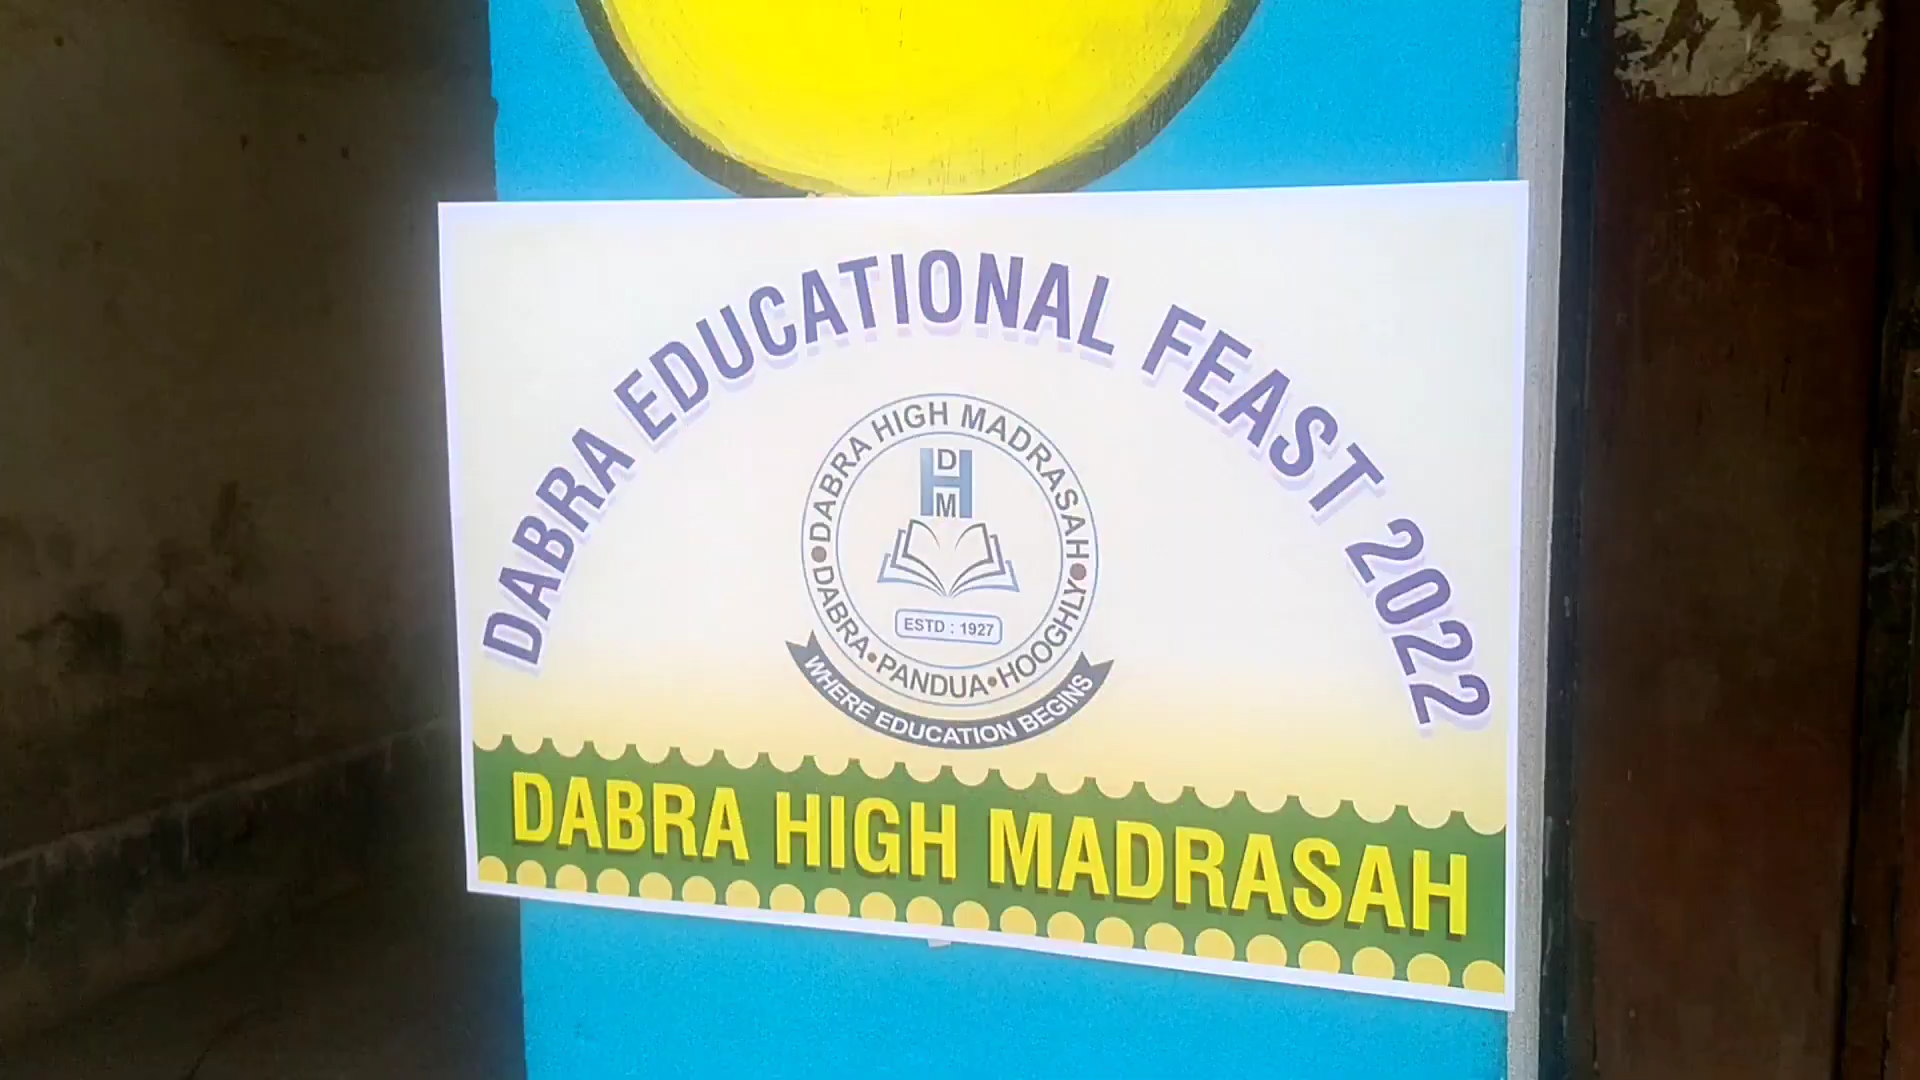 DABRA EDUCATIONAL FEAST 2022
DABRA HIGH MADRASAH
D
H
M
ESTD : 1927
DABRA•PANDUA•HOOGHLY
WHERE EDUCATION BEGINS
DABRA HIGH MADRASAH